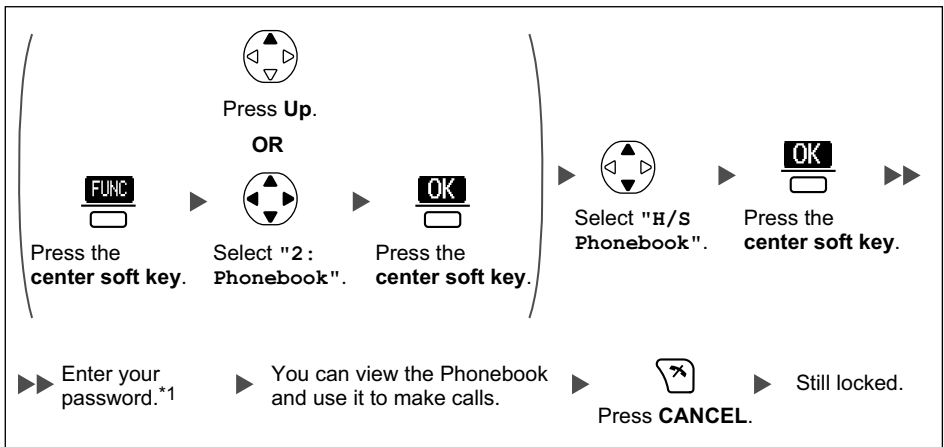 Press Up.
OR
FUNC
OK
Press the
center soft key.
Select "2:
Phonebook".
Press the
center soft key.
OK
Select "H/S
Phonebook".
Press the
center soft key.
Enter your
password.*1
You can view the Phonebook
and use it to make calls.
Press CANCEL.
Still locked.